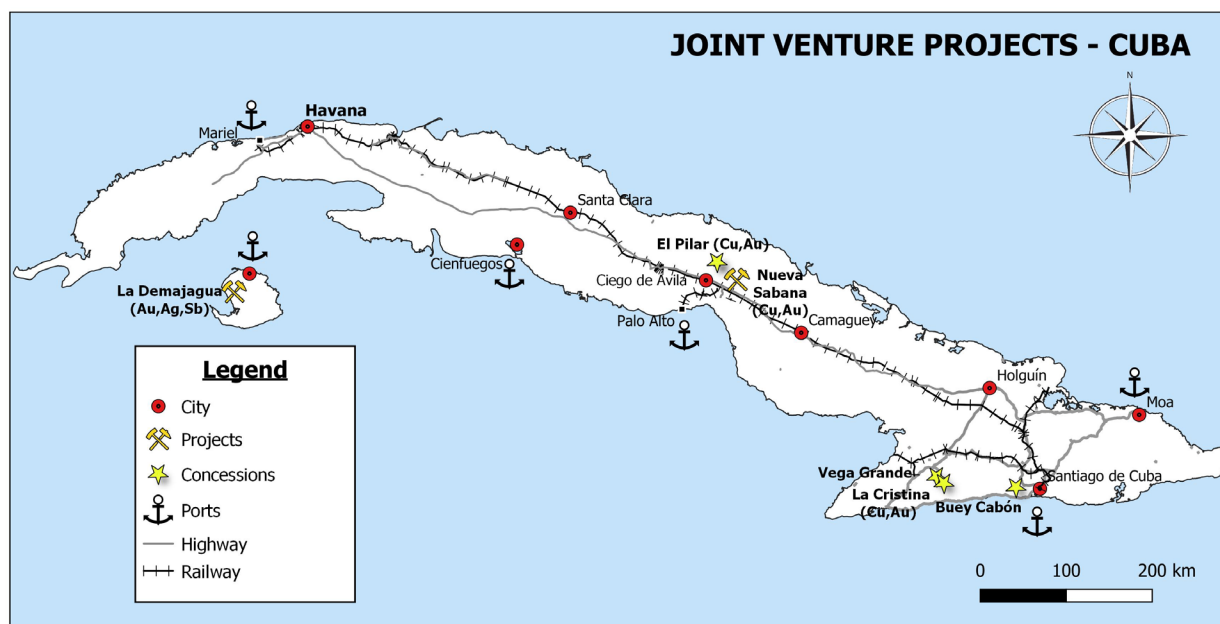 JOINT VENTURE PROJECTS - CUBA
N
Havana
Mariel
Santa Clara
El Pilar (Cu,Au)
Cienfuegos
Ciego de Ávila
Nueva
Sabana
(Cu,Au)
La Demajagua
(Au,Ag,Sb)
Palo Alto
Camaguey
Holguín
Moa
Vega Grande
Santiago de Cuba
La Cristina
(Cu,Au)
Buey Cabón
Legend
City
Projects
Concessions
Ports
Highway
Railway
0 100 200 km